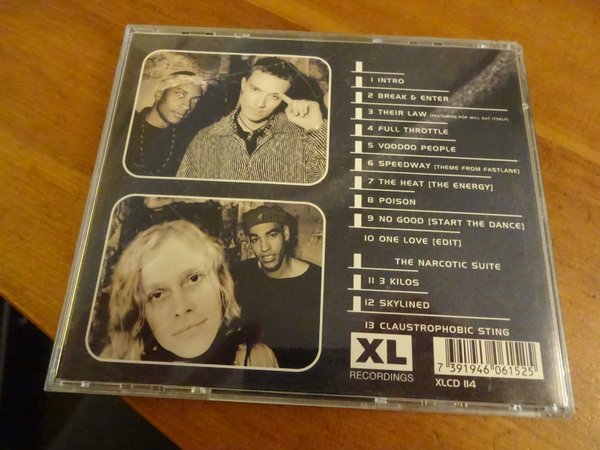 1 INTRO
2 BREAK & ENTER
3 THEIR LAW [FEATURING POP WILL EAT ITSELF]
4 FULL THROTTLE
5 VOODOO PEOPLE
6 SPEEDWAY [THEME FROM FASTLANE]
7 THE HEAT [THE ENERGY]
8 POISON
9 NO GOOD [START THE DANCE]
10 ONE LOVE [EDIT]
THE NARCOTIC SUITE
11 3 KILOS
12 SKYLINED
13 CLAUSTROPHOBIC STING
XL
RECORDINGS
7 391946 061525
XLCD 114